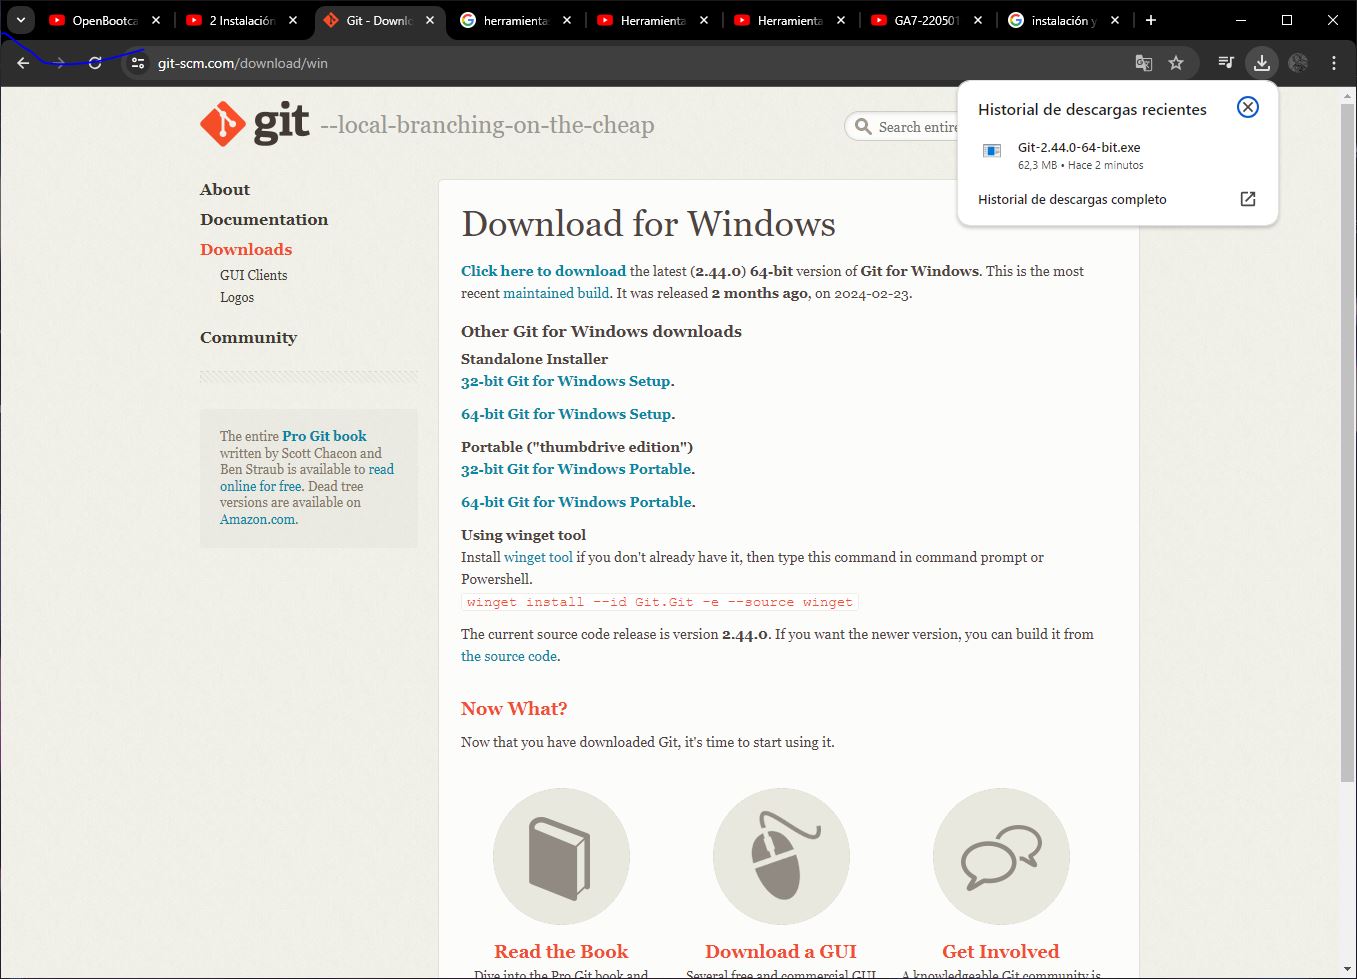 OpenBootca
2 Instalación
Git - Downlo
herramienta
Herramienta
Herramienta
GA7-220501
instalación y
git-scm.com/download/win
Historial de descargas recientes
Git-2.44.0-64-bit.exe
62,3 MB • Hace 2 minutos
Historial de descargas completo
git --local-branching-on-the-cheap
Search entire
About
Documentation
Downloads
GUI Clients
Logos
Community
The entire Pro Git book
written by Scott Chacon and
Ben Straub is available to read
online for free. Dead tree
versions are available on
Amazon.com.
Download for Windows
Click here to download the latest (2.44.0) 64-bit version of Git for Windows. This is the most
recent maintained build. It was released 2 months ago, on 2024-02-23.
Other Git for Windows downloads
Standalone Installer
32-bit Git for Windows Setup.
64-bit Git for Windows Setup.
Portable ("thumbdrive edition")
32-bit Git for Windows Portable.
64-bit Git for Windows Portable.
Using winget tool
Install winget tool if you don't already have it, then type this command in command prompt or
Powershell.
winget install --id Git.Git -e --source winget
The current source code release is version 2.44.0. If you want the newer version, you can build it from
the source code.
Now What?
Now that you have downloaded Git, it's time to start using it.
Read the Book
Dive into the Pro Git book and
Download a GUI
Several free and commercial GUI
Get Involved
A knowledgeable Git community is